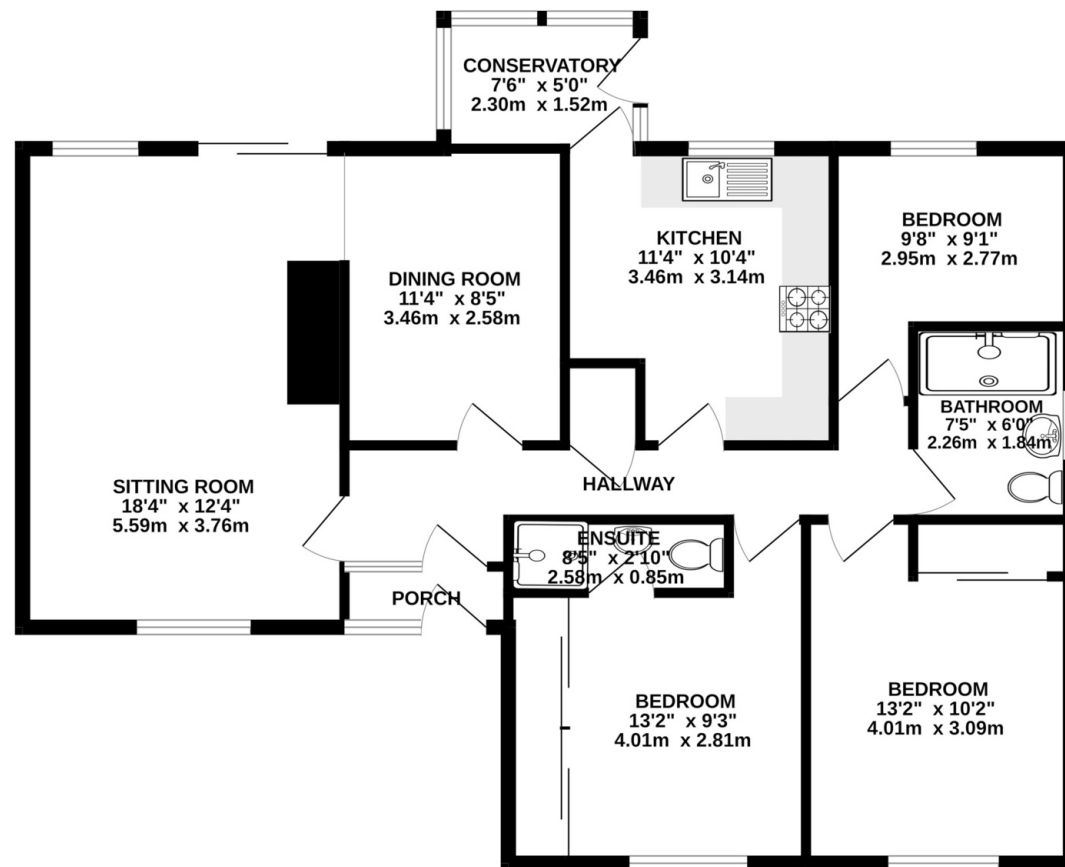 CONSERVATORY
7'6" x 5'0"
2.30m x 1.52m
KITCHEN
11'4" x 10'4"
3.46m x 3.14m
BEDROOM
9'8" x 9'1"
2.95m x 2.77m
DINING ROOM
11'4" x 8'5"
3.46m x 2.58m
BATHROOM
7'5" x 6'0"
2.26m x 1.84m
SITTING ROOM
18'4" x 12'4"
5.59m x 3.76m
HALLWAY
ENSUITE
8'5" x 2'10"
2.58m x 0.85m
PORCH
BEDROOM
13'2" x 9'3"
4.01m x 2.81m
BEDROOM
13'2" x 10'2"
4.01m x 3.09m